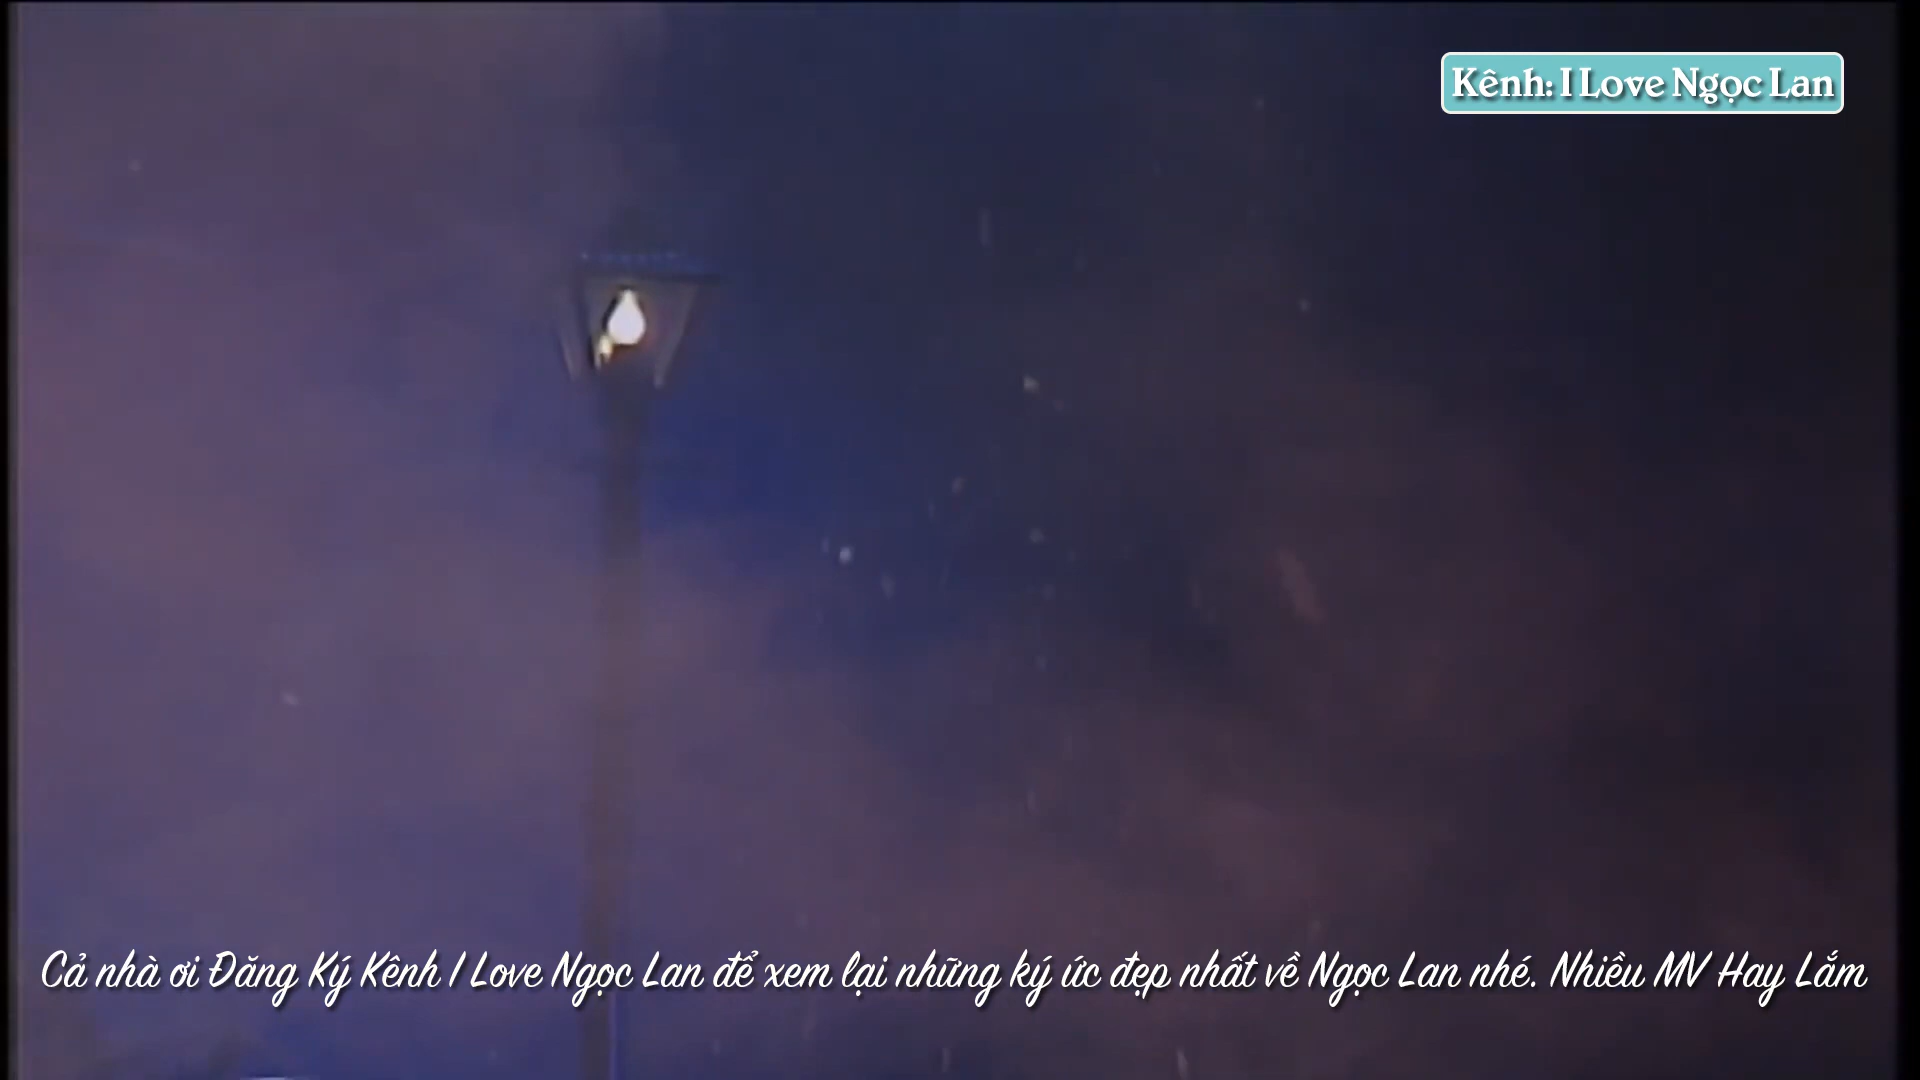 Kênh: I Love Ngọc Lan
Cả nhà ơi Đăng Ký Kênh I Love Ngọc Lan để xem lại những ký ức đẹp nhất về Ngọc Lan nhé. Nhiều MV Hay Lắm